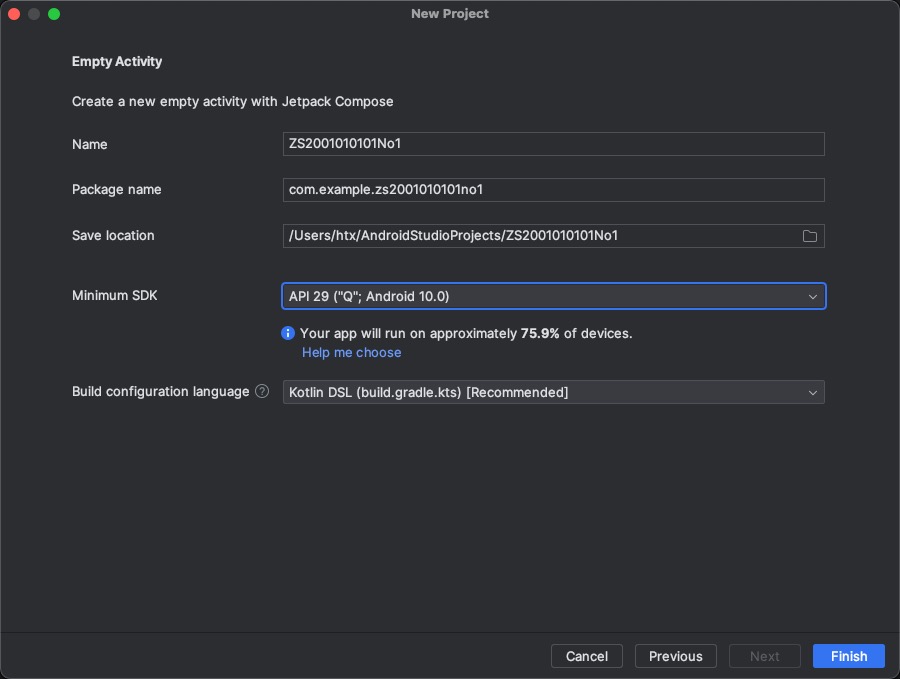 New Project
Empty Activity
Create a new empty activity with Jetpack Compose
Name ZS2001010101No1
Package name com.example.zs2001010101no1
Save location /Users/htx/AndroidStudioProjects/ZS2001010101No1
Minimum SDK API 29 ("Q"; Android 10.0)
Your app will run on approximately 75.9% of devices.
Help me choose
Build configuration language ? Kotlin DSL (build.gradle.kts) [Recommended]
Cancel Previous Next Finish